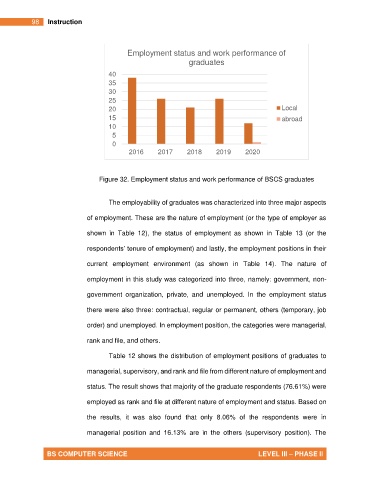 98 Instruction
Employment status and work performance of
graduates
40
35
30
25
20
15
10
5
0
2016 2017 2018 2019 2020
Local
abroad
Figure 32. Employment status and work performance of BSCS graduates
The employability of graduates was characterized into three major aspects
of employment. These are the nature of employment (or the type of employer as
shown in Table 12), the status of employment as shown in Table 13 (or the
respondents' tenure of employment) and lastly, the employment positions in their
current employment environment (as shown in Table 14). The nature of
employment in this study was categorized into three, namely: government, non-
government organization, private, and unemployed. In the employment status
there were also three: contractual, regular or permanent, others (temporary, job
order) and unemployed. In employment position, the categories were managerial,
rank and file, and others.
Table 12 shows the distribution of employment positions of graduates to
managerial, supervisory, and rank and file from different nature of employment and
status. The result shows that majority of the graduate respondents (76.61%) were
employed as rank and file at different nature of employment and status. Based on
the results, it was also found that only 8.06% of the respondents were in
managerial position and 16.13% are in the others (supervisory position). The
BS COMPUTER SCIENCE LEVEL III – PHASE II